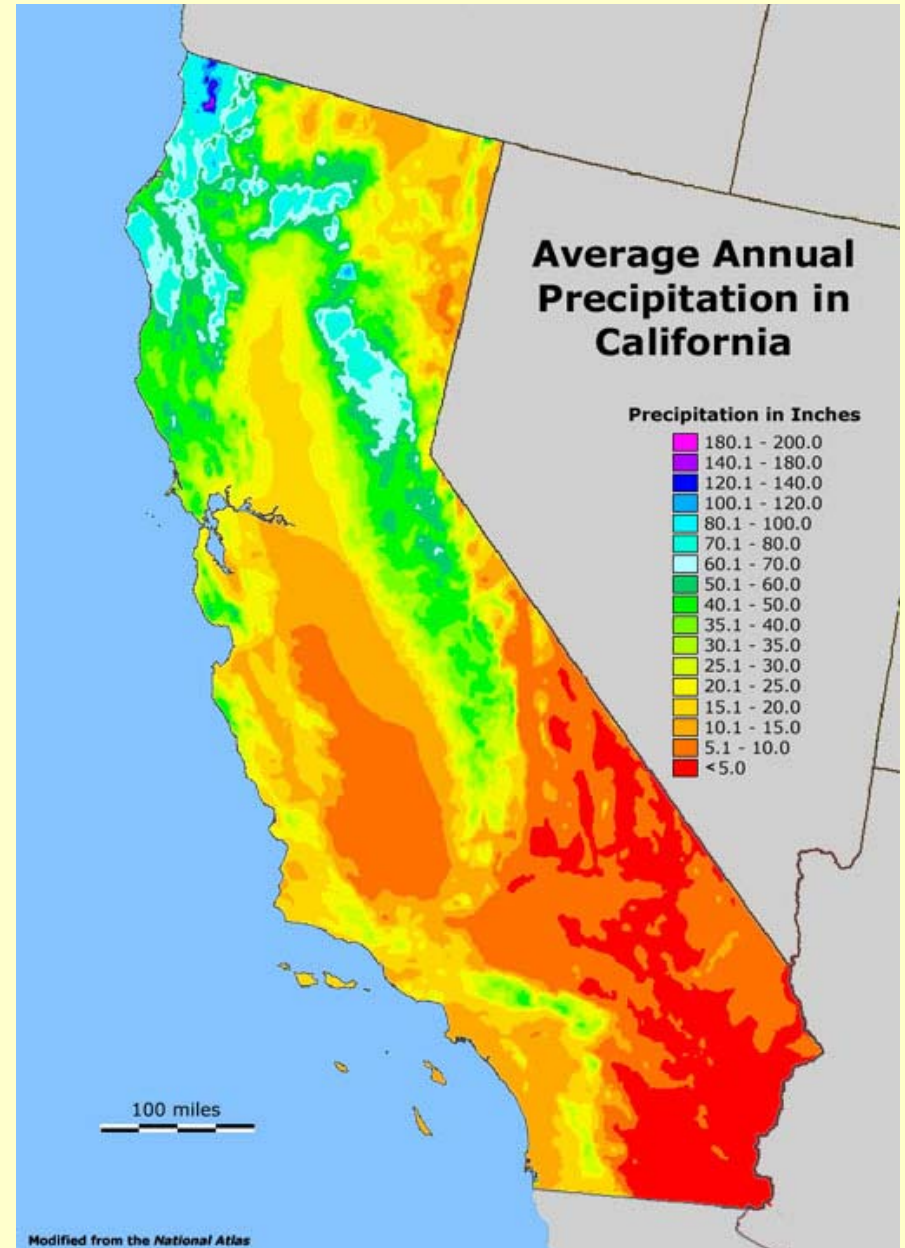 Average Annual
Precipitation in
California
Precipitation in Inches
180.1 - 200.0
140.1 - 180.0
120.1 - 140.0
100.1 - 120.0
80.1 - 100.0
70.1 - 80.0
60.1 - 70.0
50.1 - 60.0
40.1 - 50.0
35.1 - 40.0
30.1 - 35.0
25.1 - 30.0
20.1 - 25.0
15.1 - 20.0
10.1 - 15.0
5.1 - 10.0
<5.0
100 miles
Modified from the National Atlas